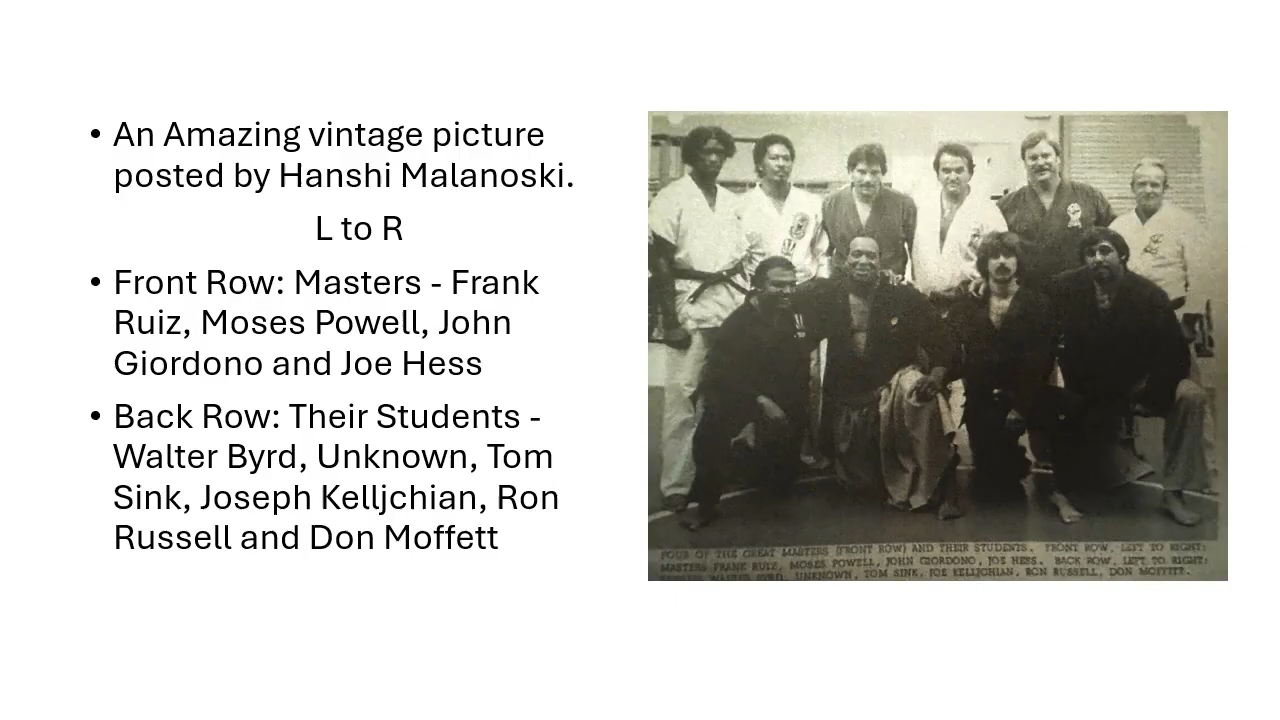 • An Amazing vintage picture
posted by Hanshi Malanoski.
L to R
• Front Row: Masters - Frank
Ruiz, Moses Powell, John
Giordono and Joe Hess
• Back Row: Their Students -
Walter Byrd, Unknown, Tom
Sink, Joseph Kelljchian, Ron
Russell and Don Moffett
FOUR OF THE GREAT MASTERS (FRONT ROW) AND THEIR STUDENTS. FRONT ROW, LEFT TO RIGHT:
MASTERS FRANK RUIZ, MOSES POWELL, JOHN GIORDONO, JOE HESS. BACK ROW, LEFT TO RIGHT:
WALTER BYRD, UNKNOWN, TOM SINK, JOE KELLJCHIAN, RON RUSSELL, DON MOFFITT.